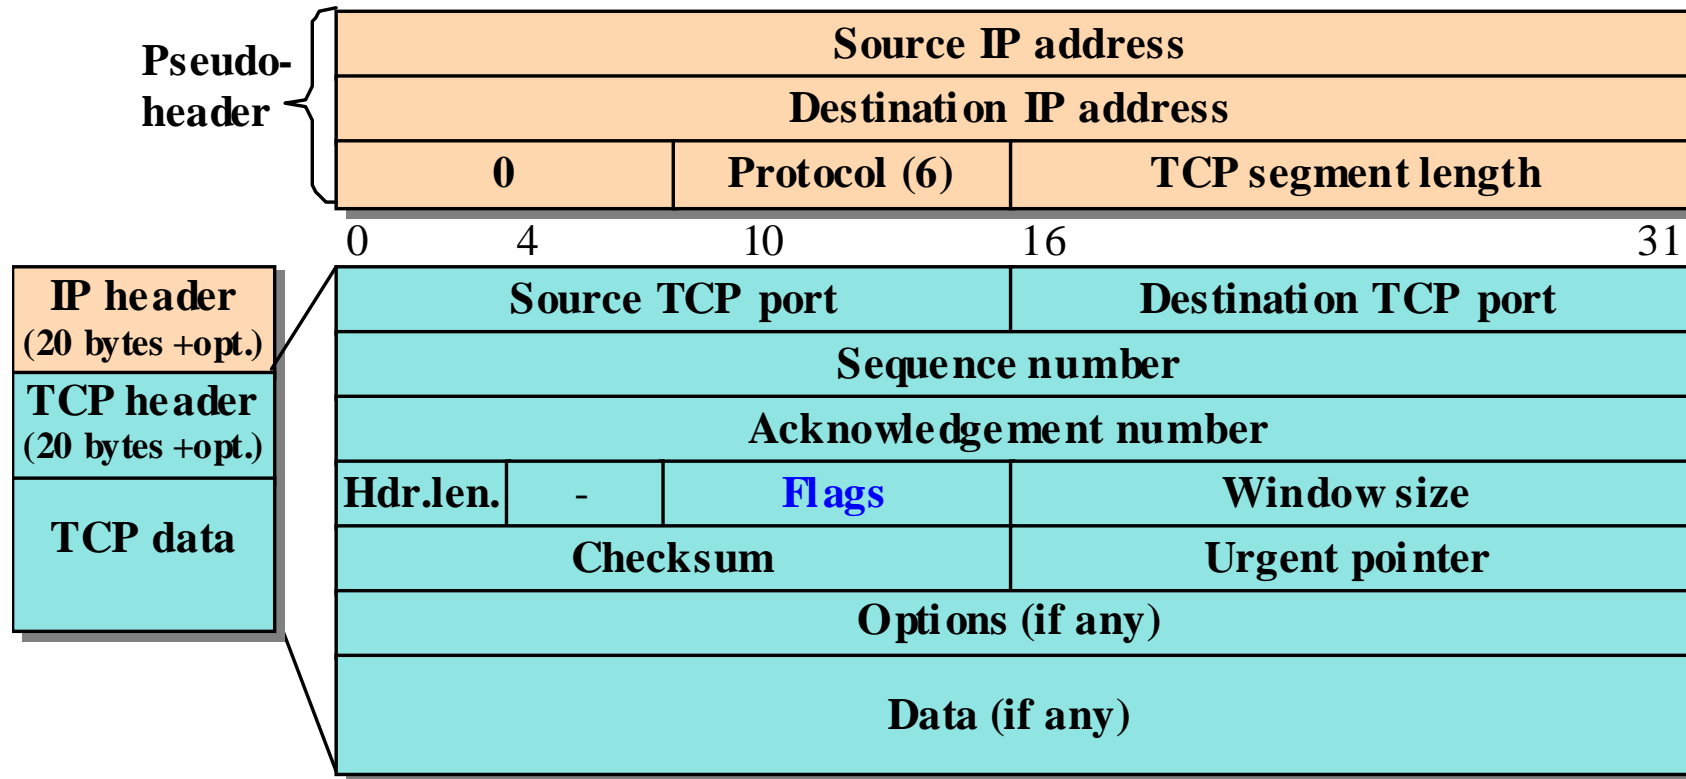 Pseudo-
header
Source IP address
Destination IP address
0 Protocol (6) TCP segment length
0 4 10 16 31
IP header
(20 bytes +opt.)
TCP header
(20 bytes +opt.)
TCP data
Source TCP port Destination TCP port
Sequence number
Acknowledgement number
Hdr.len. - Flags Window size
Checksum Urgent pointer
Options (if any)
Data (if any)